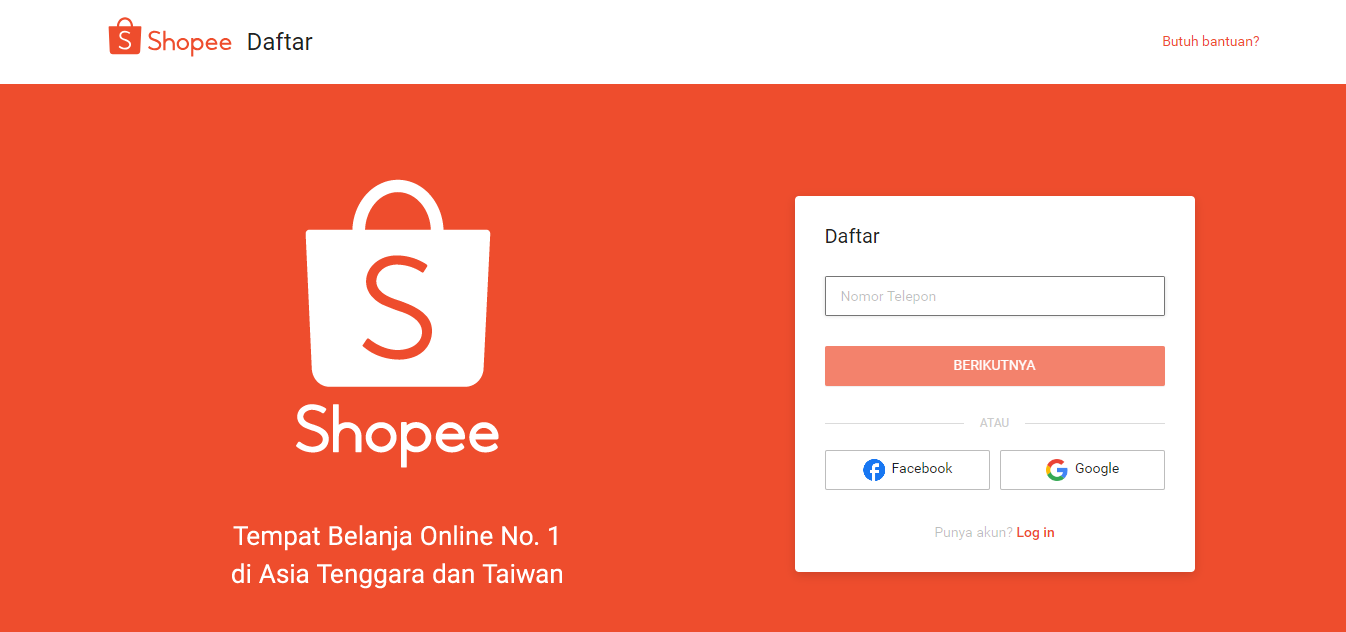 S Shopee Daftar
Butuh bantuan?
S
Shopee
Tempat Belanja Online No. 1
di Asia Tenggara dan Taiwan
Daftar
Nomor Telepon
BERIKUTNYA
ATAU
Facebook
Google
Punya akun? Log in